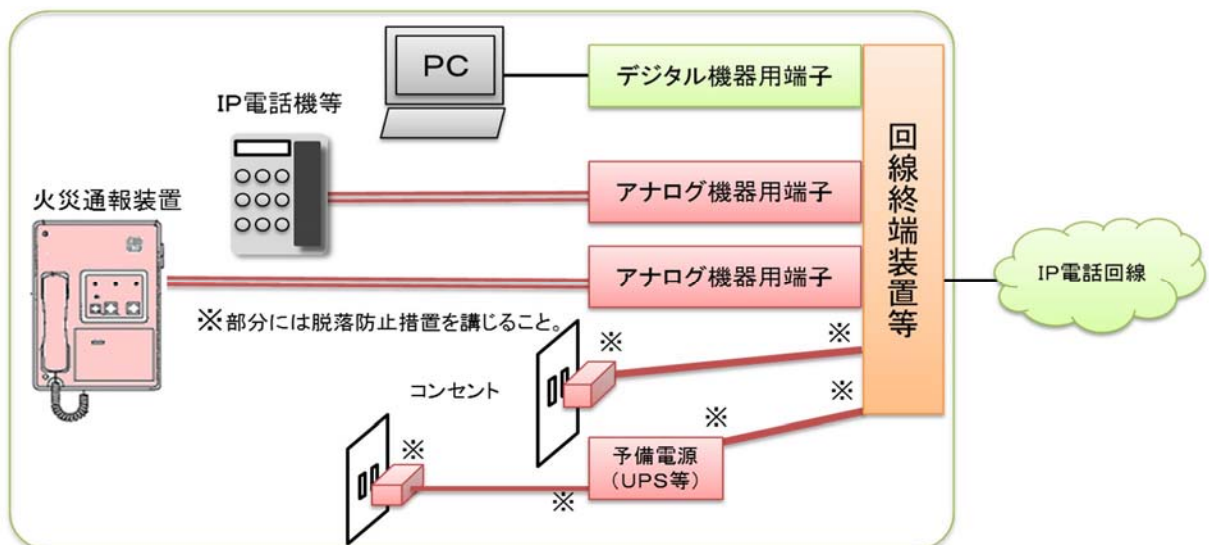 PC
デジタル機器用端子
IP電話機等
アナログ機器用端子
火災通報装置
アナログ機器用端子
回線終端装置等
IP電話回線
※部分には脱落防止措置を講じること。
※
※
コンセント
※
※
※
予備電源
(UPS等)
※